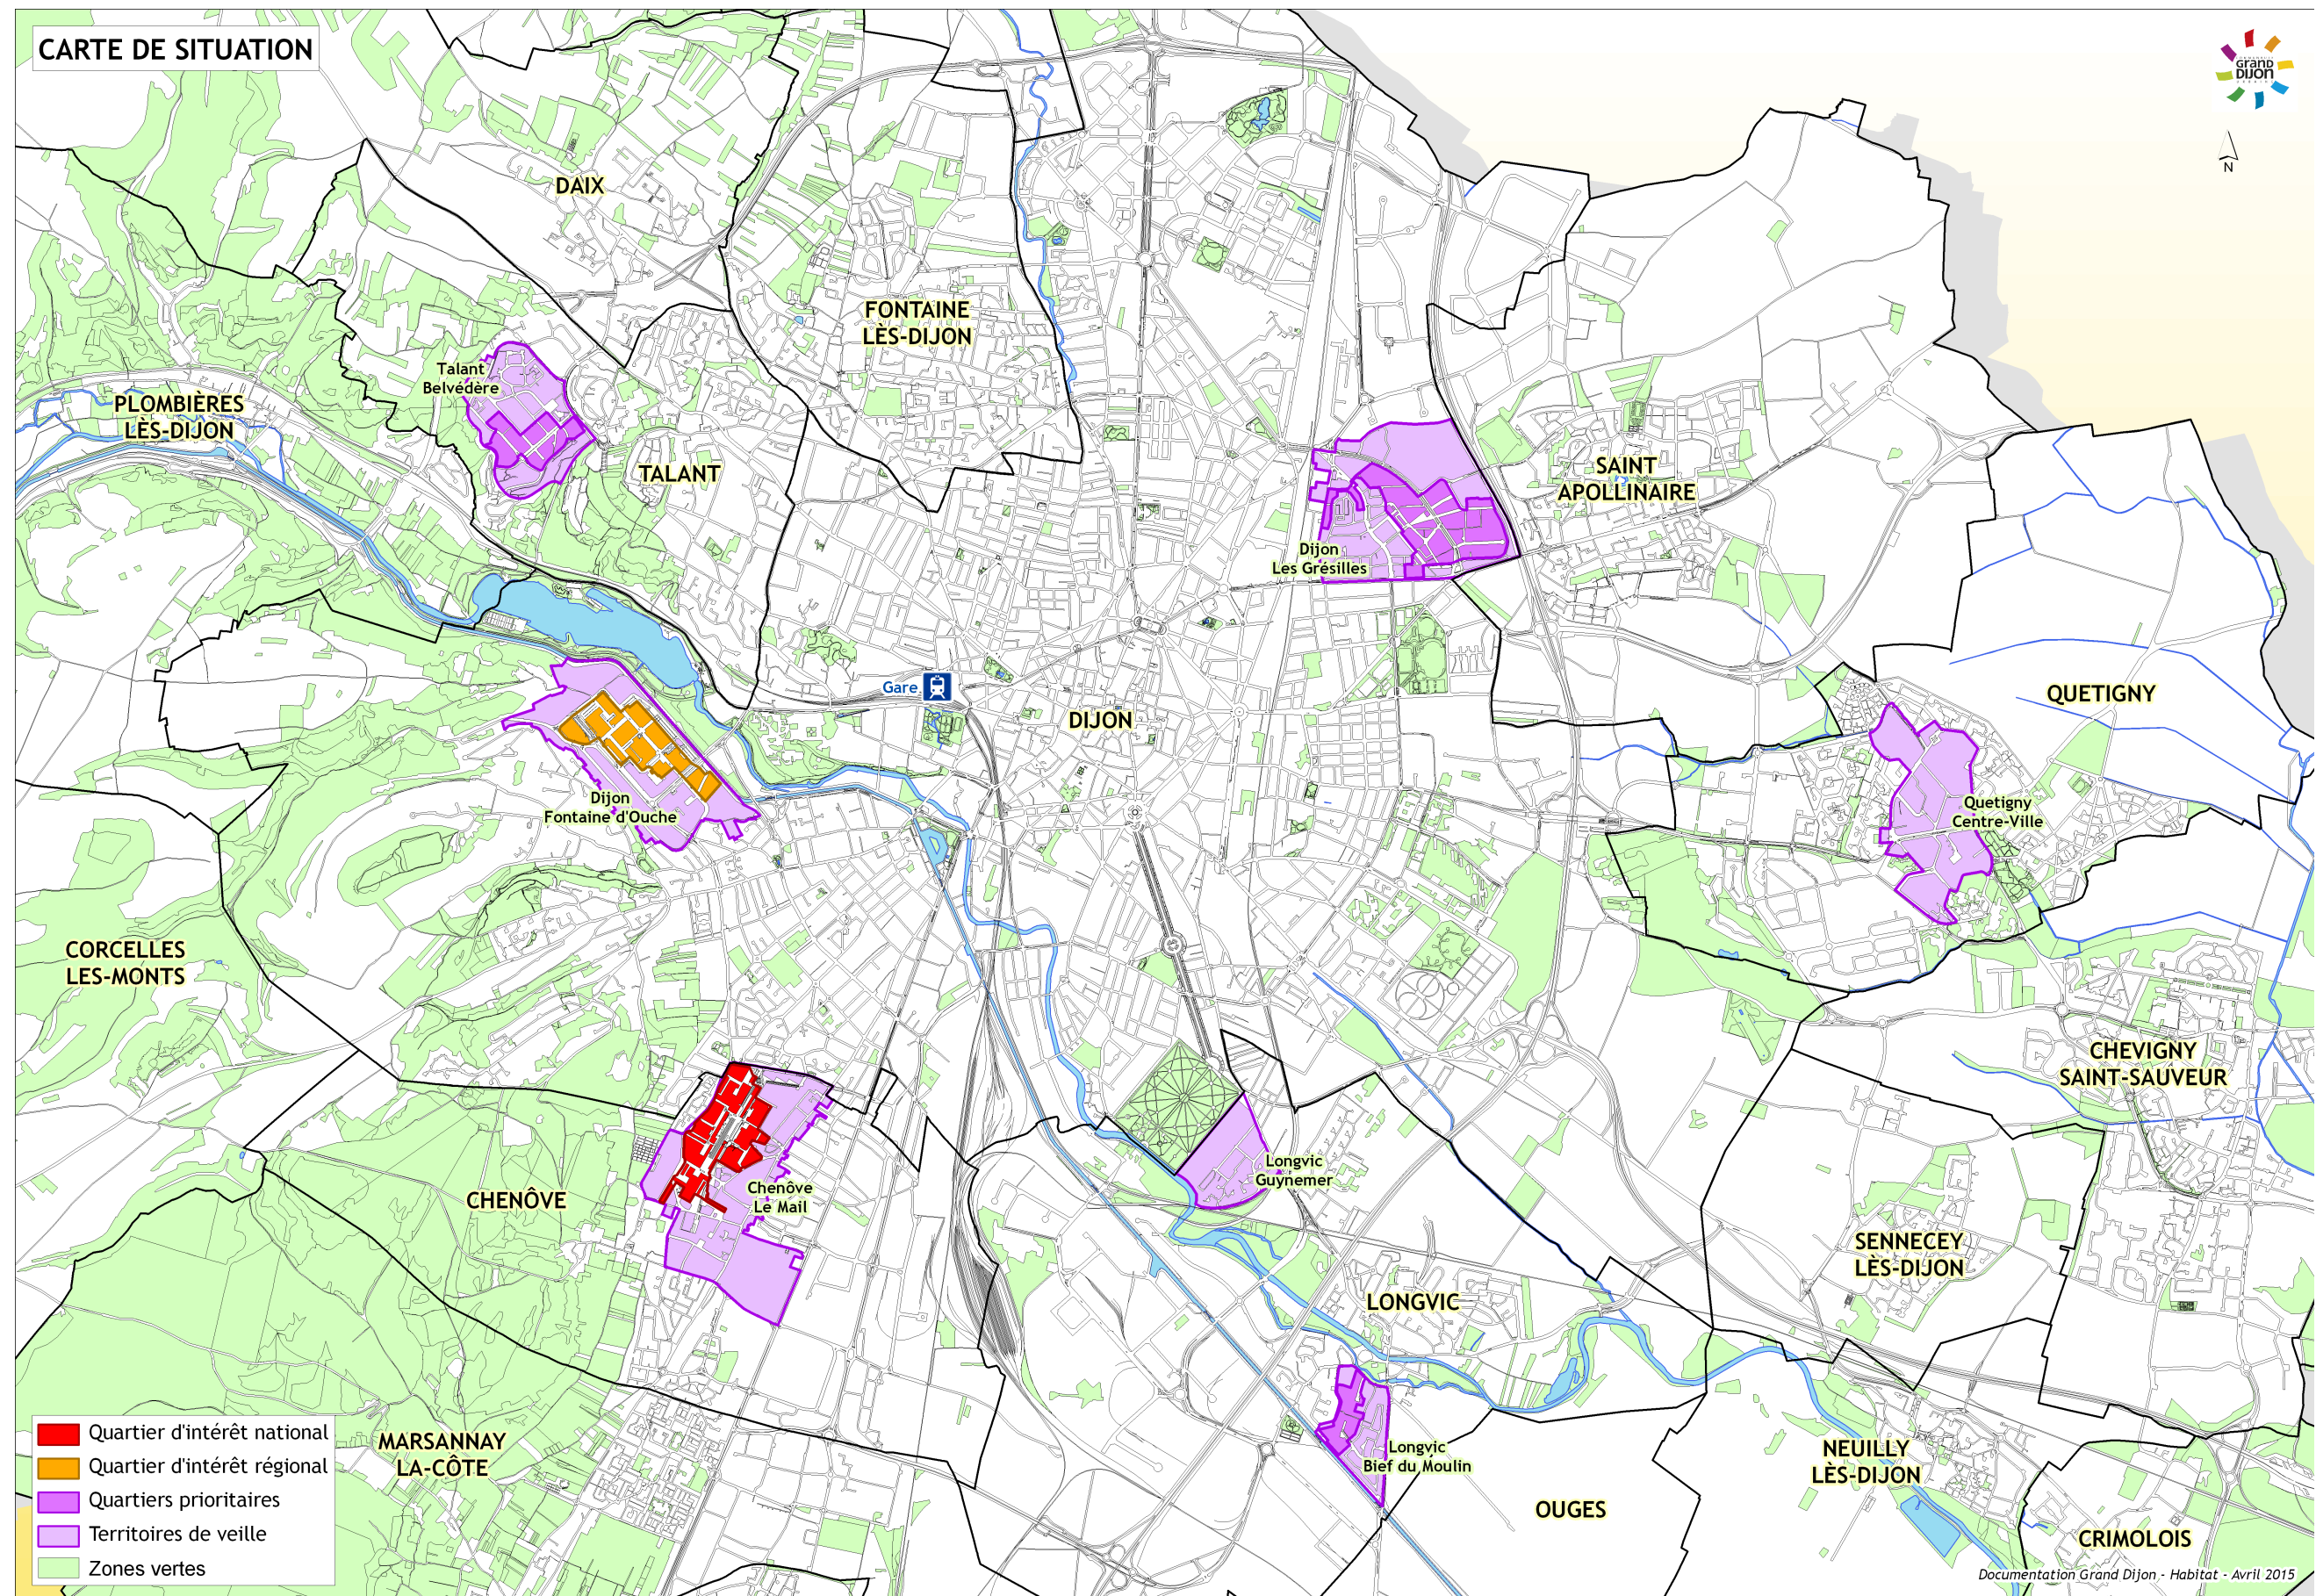 CARTE DE SITUATION
GRAND
DIJON
N
DAIX
FONTAINE
LÈS-DIJON
Talant
Belvédère
PLOMBIÈRES
LÈS-DIJON
TALANT
SAINT
APOLLINAIRE
Dijon
Les Grésilles
Gare
DIJON
QUETIGNY
Dijon
Fontaine d'Ouche
Quetigny
Centre-Ville
CORCELLES
LES-MONTS
CHEVIGNY
SAINT-SAUVEUR
Longvic
Guynemer
CHENÔVE
Chenôve
Le Mail
SENNECEY
LÈS-DIJON
LONGVIC
MARSANNAY
LA-CÔTE
Longvic
Bief du Moulin
NEUILLY
LÈS-DIJON
OUGES
CRIMOLOIS
Quartier d'intérêt national
Quartier d'intérêt régional
Quartiers prioritaires
Territoires de veille
Zones vertes
Documentation Grand Dijon - Habitat - Avril 2015